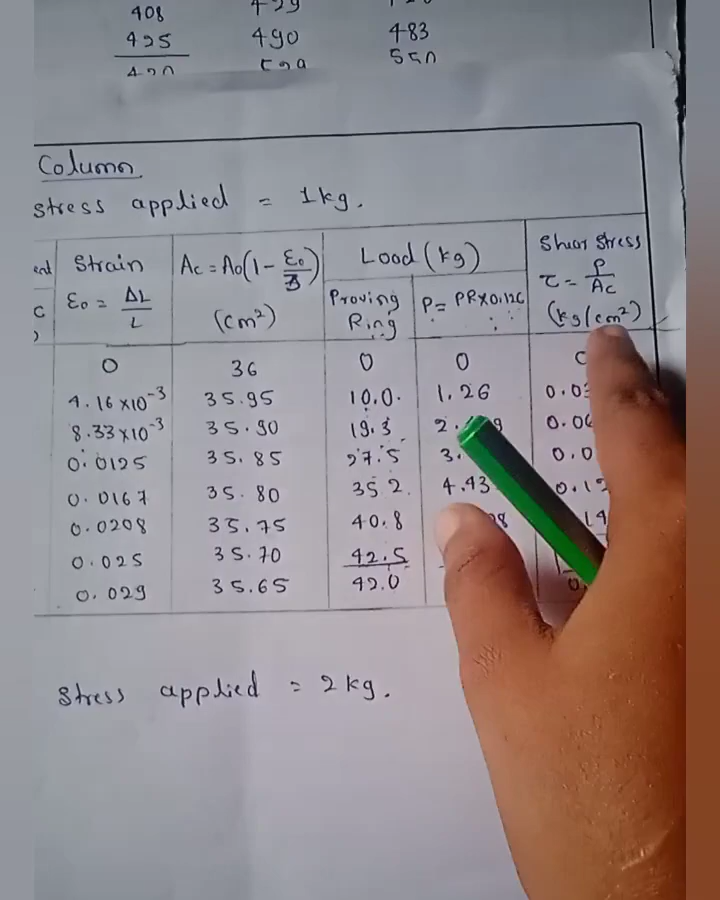 408
425 490 483
420 550
Column
Stress applied = 1kg.
Strain Ac = A0(1 - ε0/3) Load (kg) Shear Stress
ε0 = ΔL/L (cm²) Proving Ring P = PR×0.126 τ = P/Ac (kg/cm²)
0 36 0 0
4.16×10⁻³ 35.95 10.0 1.26
8.33×10⁻³ 35.90 19.3
0.0125 35.85 27.5
0.0167 35.80 35.2 4.43
0.0208 35.75 40.8
0.025 35.70 42.5
0.029 35.65 42.0
Stress applied = 2kg.